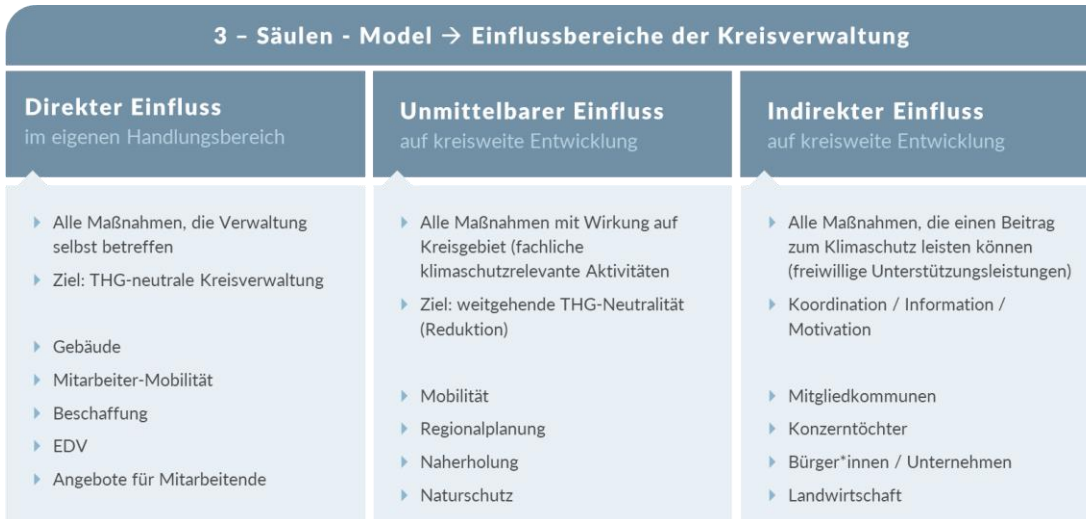 3 – Säulen - Model → Einflussbereiche der Kreisverwaltung
Direkter Einfluss
im eigenen Handlungsbereich
Alle Maßnahmen, die Verwaltung
selbst betreffen
Ziel: THG-neutrale Kreisverwaltung
Gebäude
Mitarbeiter-Mobilität
Beschaffung
EDV
Angebote für Mitarbeitende
Unmittelbarer Einfluss
auf kreisweite Entwicklung
Alle Maßnahmen mit Wirkung auf
Kreisgebiet (fachliche
klimaschutzrelevante Aktivitäten
Ziel: weitgehende THG-Neutralität
(Reduktion)
Mobilität
Regionalplanung
Naherholung
Naturschutz
Indirekter Einfluss
auf kreisweite Entwicklung
Alle Maßnahmen, die einen Beitrag
zum Klimaschutz leisten können
(freiwillige Unterstützungsleistungen)
Koordination / Information /
Motivation
Mitgliedkommunen
Konzerntöchter
Bürger*innen / Unternehmen
Landwirtschaft